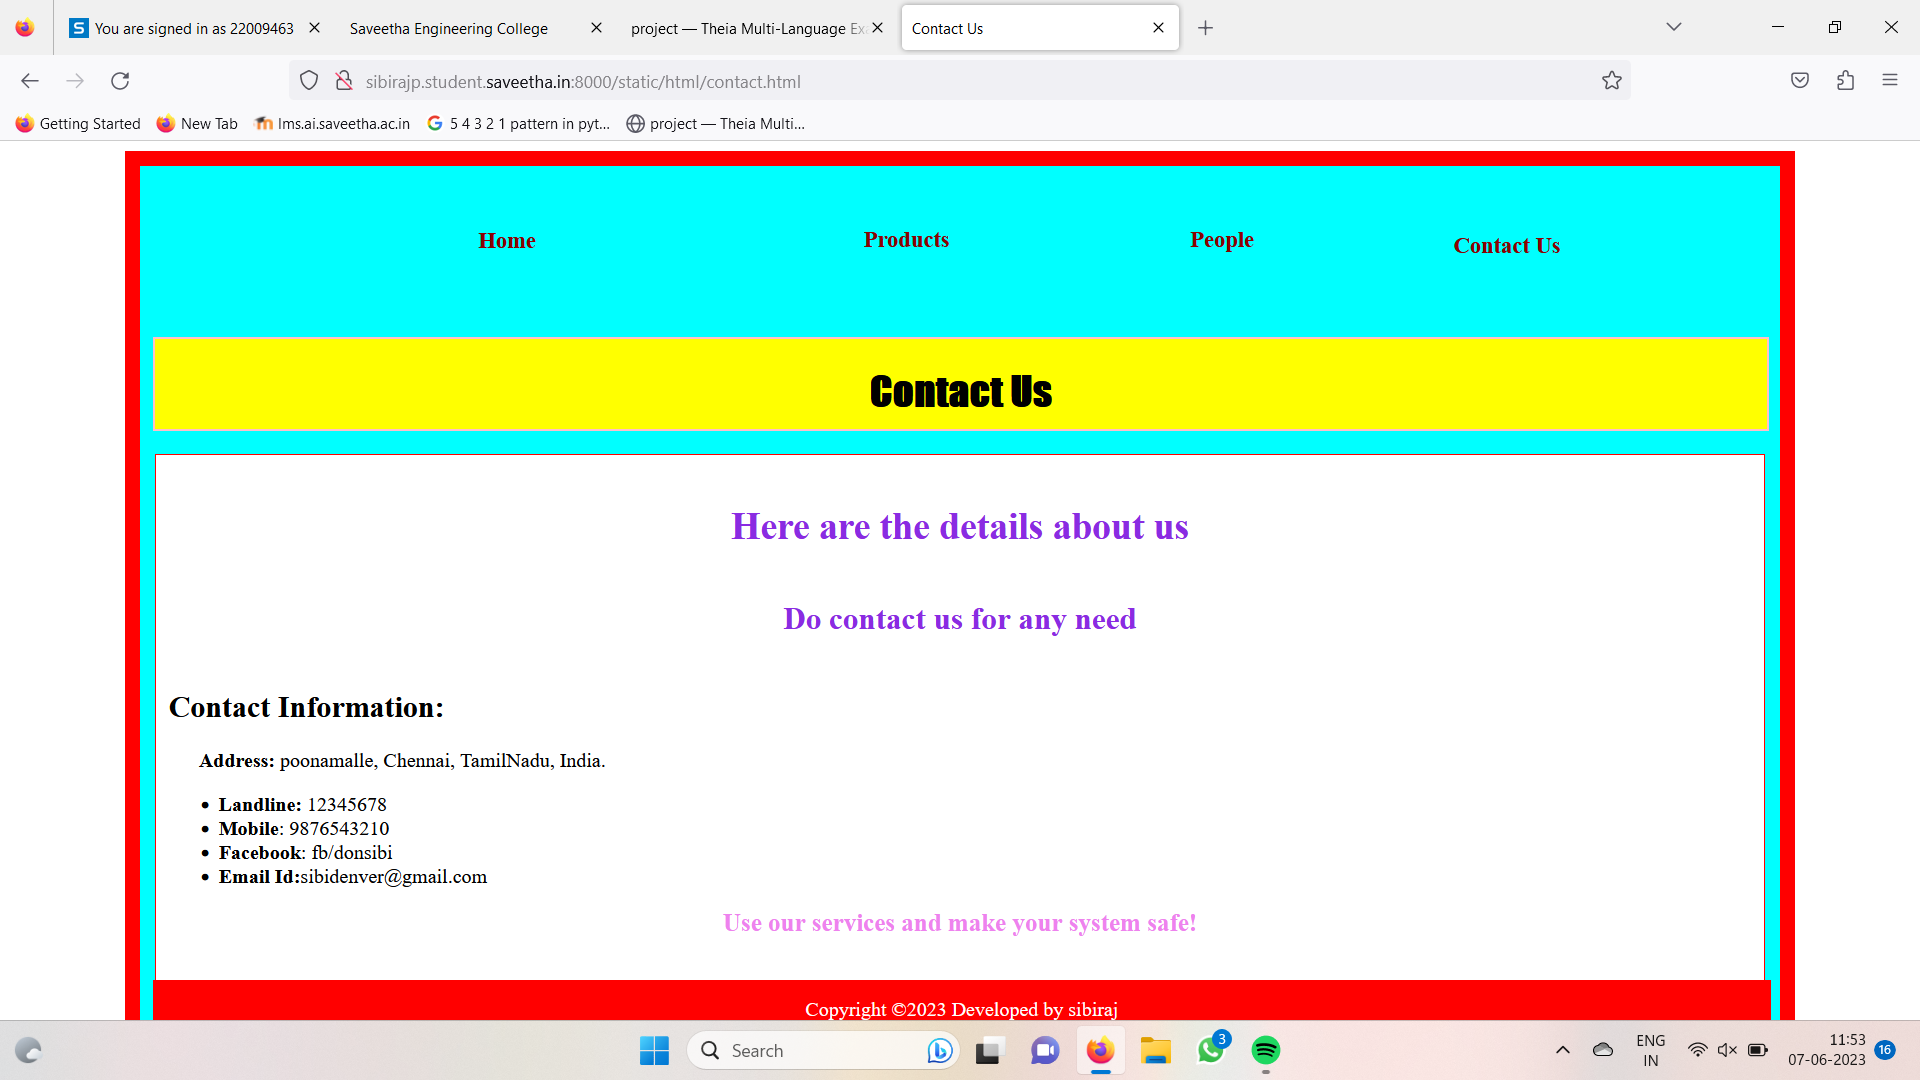 You are signed in as 22009463
Saveetha Engineering College
project — Theia Multi-Language Ex
Contact Us
sibirajp.student.saveetha.in:8000/static/html/contact.html
Getting Started
New Tab
lms.ai.saveetha.ac.in
5 4 3 2 1 pattern in pyt...
project — Theia Multi...
Home
Products
People
Contact Us
Contact Us
Here are the details about us
Do contact us for any need
Contact Information:
Address: poonamalle, Chennai, TamilNadu, India.
Landline: 12345678
Mobile: 9876543210
Facebook: fb/donsibi
Email Id:sibidenver@gmail.com
Use our services and make your system safe!
Copyright ©2023 Developed by sibiraj
Search
3
ENG
IN
11:53
07-06-2023
16